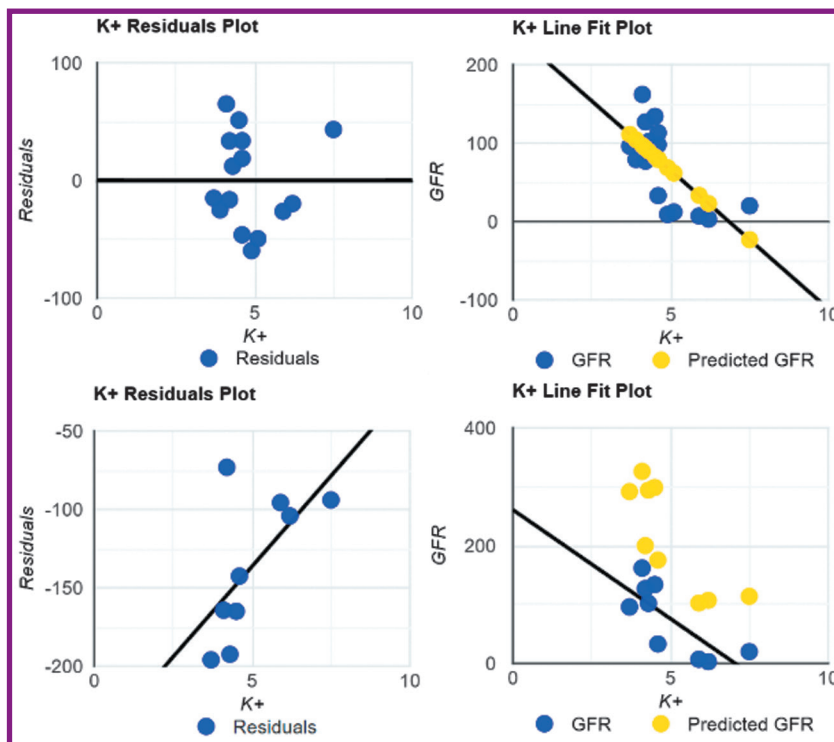 K+ Residuals Plot
100
0
-100
Residuals
0
5
10
K+
Residuals
K+ Line Fit Plot
200
100
0
-100
GFR
0
5
10
K+
GFR
Predicted GFR
K+ Residuals Plot
-50
-100
-150
-200
Residuals
0
5
10
K+
Residuals
K+ Line Fit Plot
400
200
0
GFR
0
5
10
K+
GFR
Predicted GFR